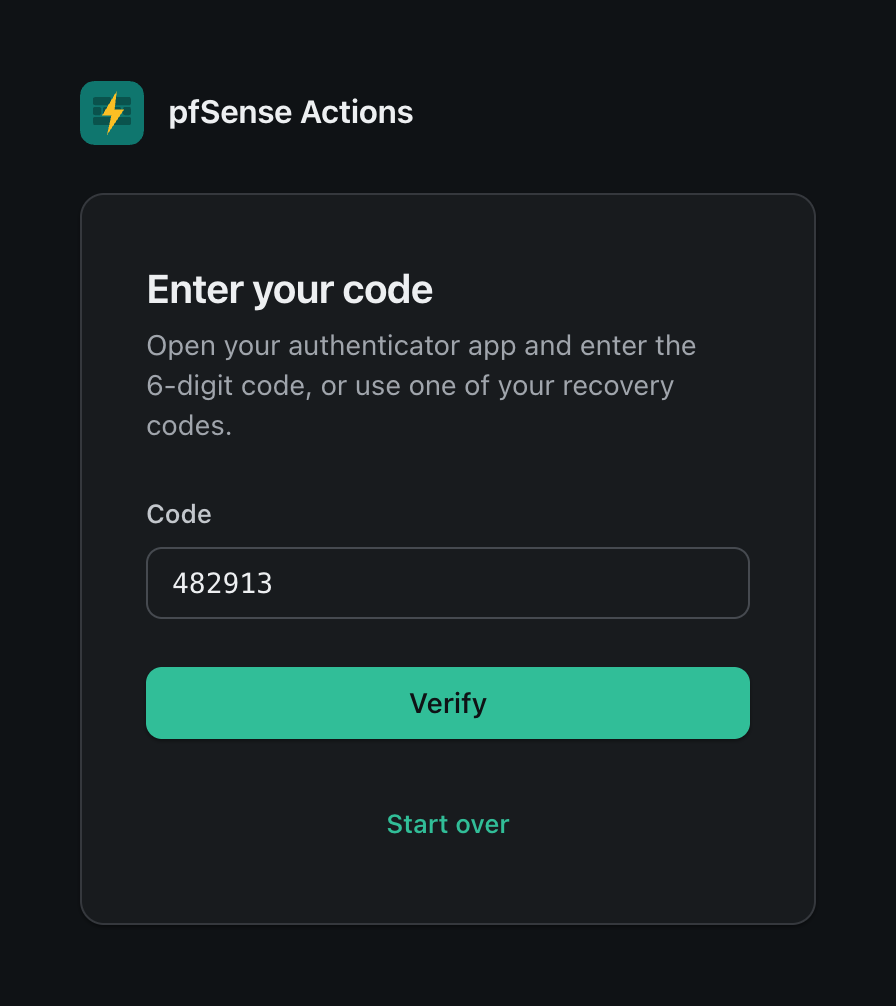 pfSense Actions
Enter your code
Open your authenticator app and enter the
6-digit code, or use one of your recovery
codes.
Code
482913
Verify
Start over